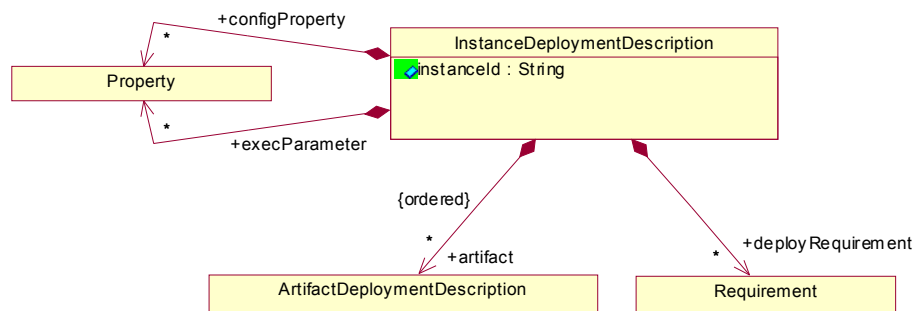 +configProperty
*
InstanceDeploymentDescription
instanceId : String
Property
*
+execParameter
{ordered}
*
+artifact
+deployRequirement
*
ArtifactDeploymentDescription
Requirement